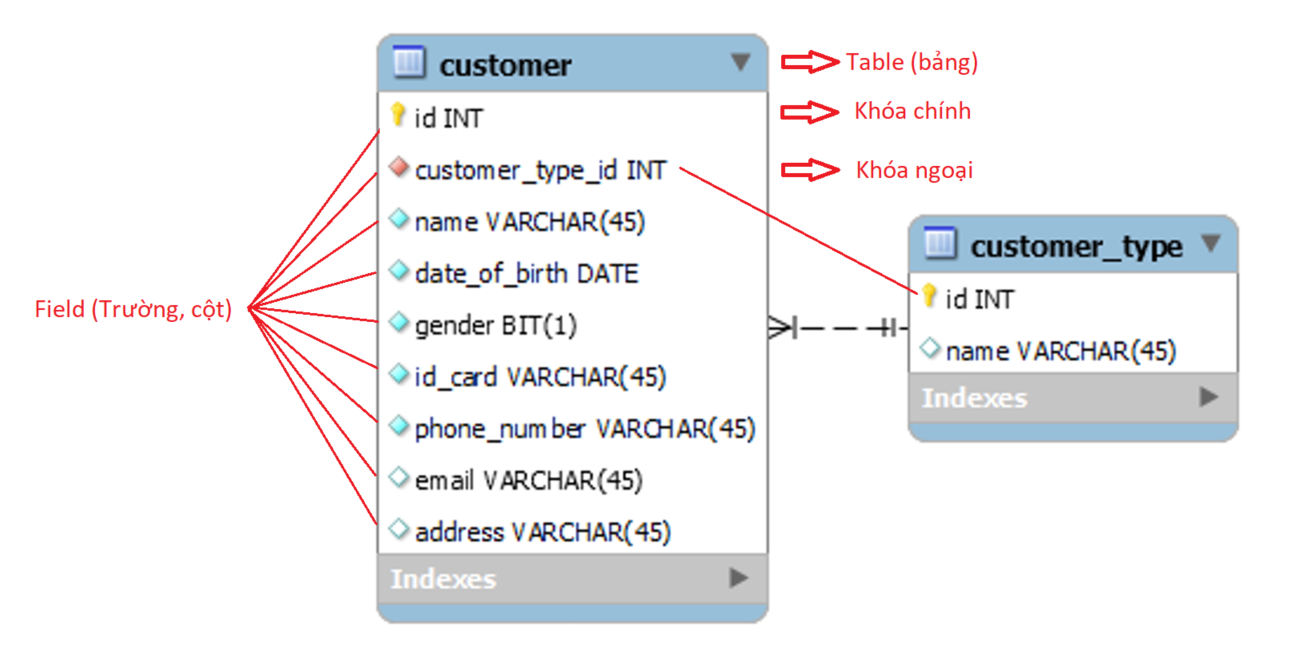 customer
Table (bảng)
id INT
Khóa chính
customer_type_id INT
Khóa ngoại
name VARCHAR(45)
date_of_birth DATE
gender BIT(1)
id_card VARCHAR(45)
phone_number VARCHAR(45)
email VARCHAR(45)
address VARCHAR(45)
Indexes
Field (Trường, cột)
customer_type
id INT
name VARCHAR(45)
Indexes